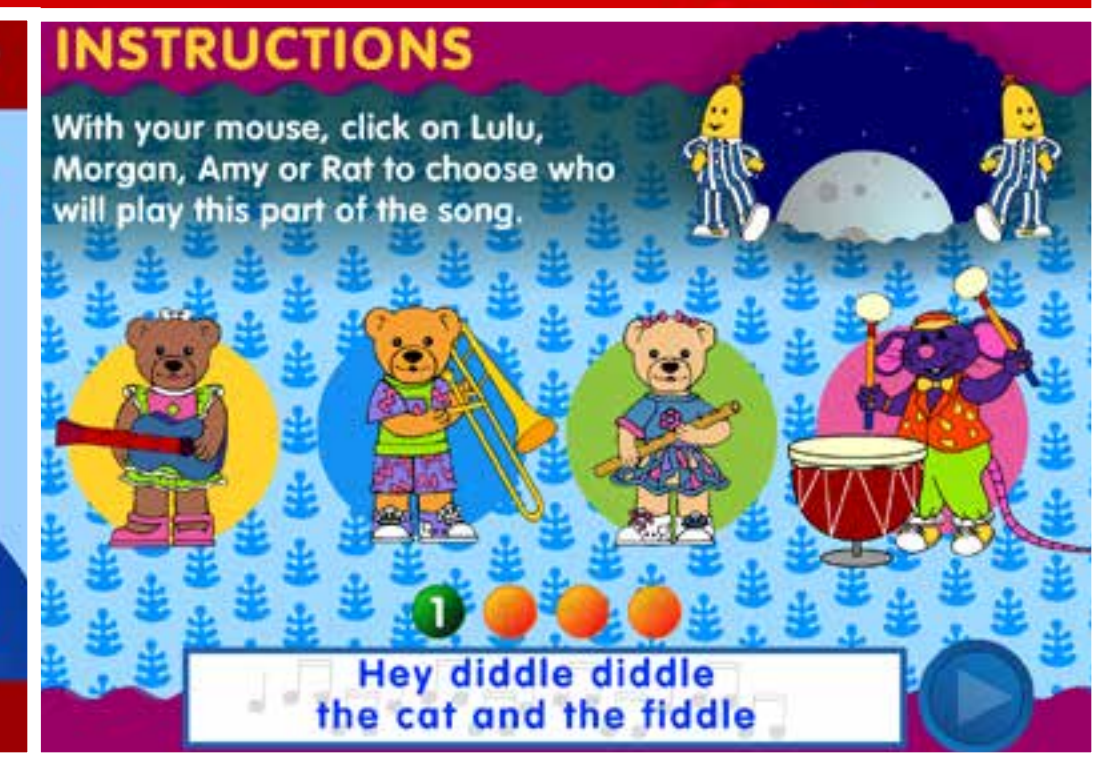 INSTRUCTIONS
With your mouse, click on Lulu,
Morgan, Amy or Rat to choose who
will play this part of the song.
1
Hey diddle diddle
the cat and the fiddle